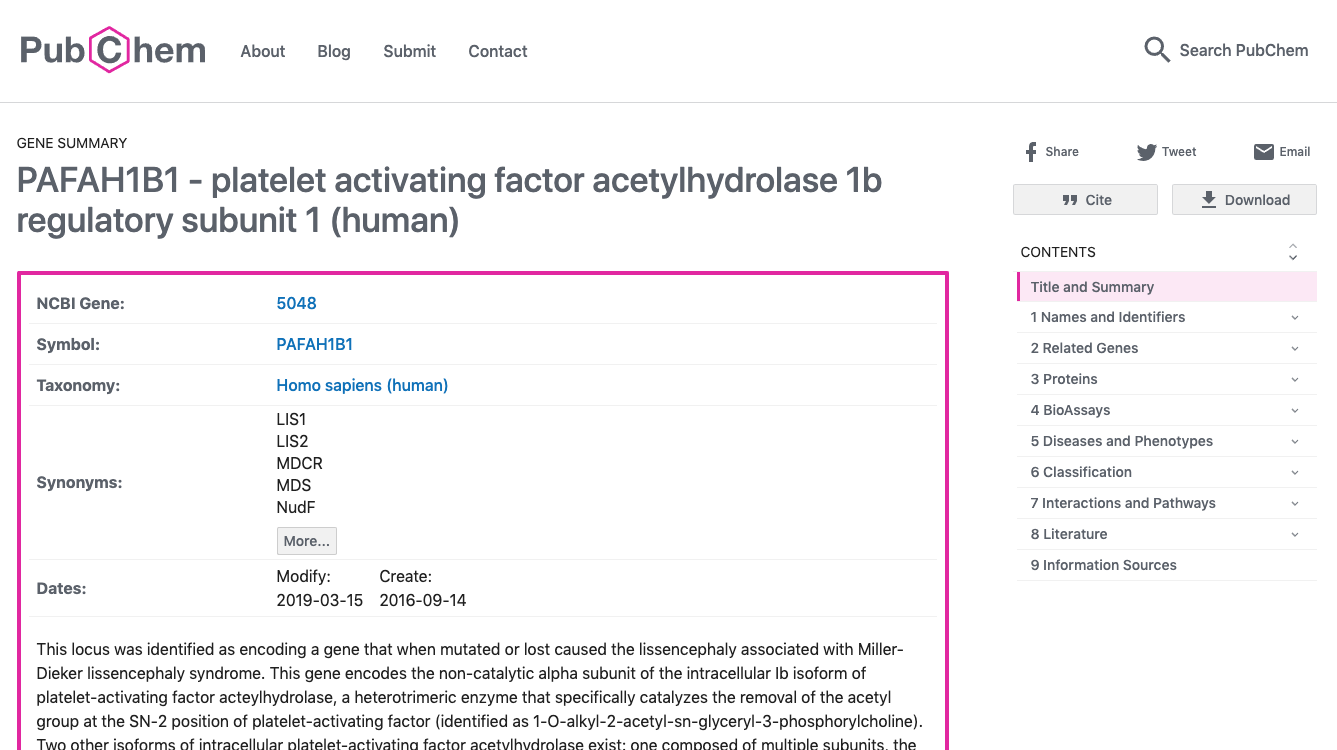 PubChem
About
Blog
Submit
Contact
Search PubChem
GENE SUMMARY
PAFAH1B1 - platelet activating factor acetylhydrolase 1b
regulatory subunit 1 (human)
Share
Tweet
Email
Cite
Download
NCBI Gene: 5048
Symbol: PAFAH1B1
Taxonomy: Homo sapiens (human)
Synonyms:
LIS1
LIS2
MDCR
MDS
NudF
More...
Dates:
Modify: Create:
2019-03-15 2016-09-14
This locus was identified as encoding a gene that when mutated or lost caused the lissencephaly associated with Miller-
Dieker lissencephaly syndrome. This gene encodes the non-catalytic alpha subunit of the intracellular Ib isoform of
platelet-activating factor acteylhydrolase, a heterotrimeric enzyme that specifically catalyzes the removal of the acetyl
group at the SN-2 position of platelet-activating factor (identified as 1-O-alkyl-2-acetyl-sn-glyceryl-3-phosphorylcholine).
Two other isoforms of intracellular platelet-activating factor acetylhydrolase exist: one composed of multiple subunits, the
CONTENTS
Title and Summary
1 Names and Identifiers
2 Related Genes
3 Proteins
4 BioAssays
5 Diseases and Phenotypes
6 Classification
7 Interactions and Pathways
8 Literature
9 Information Sources